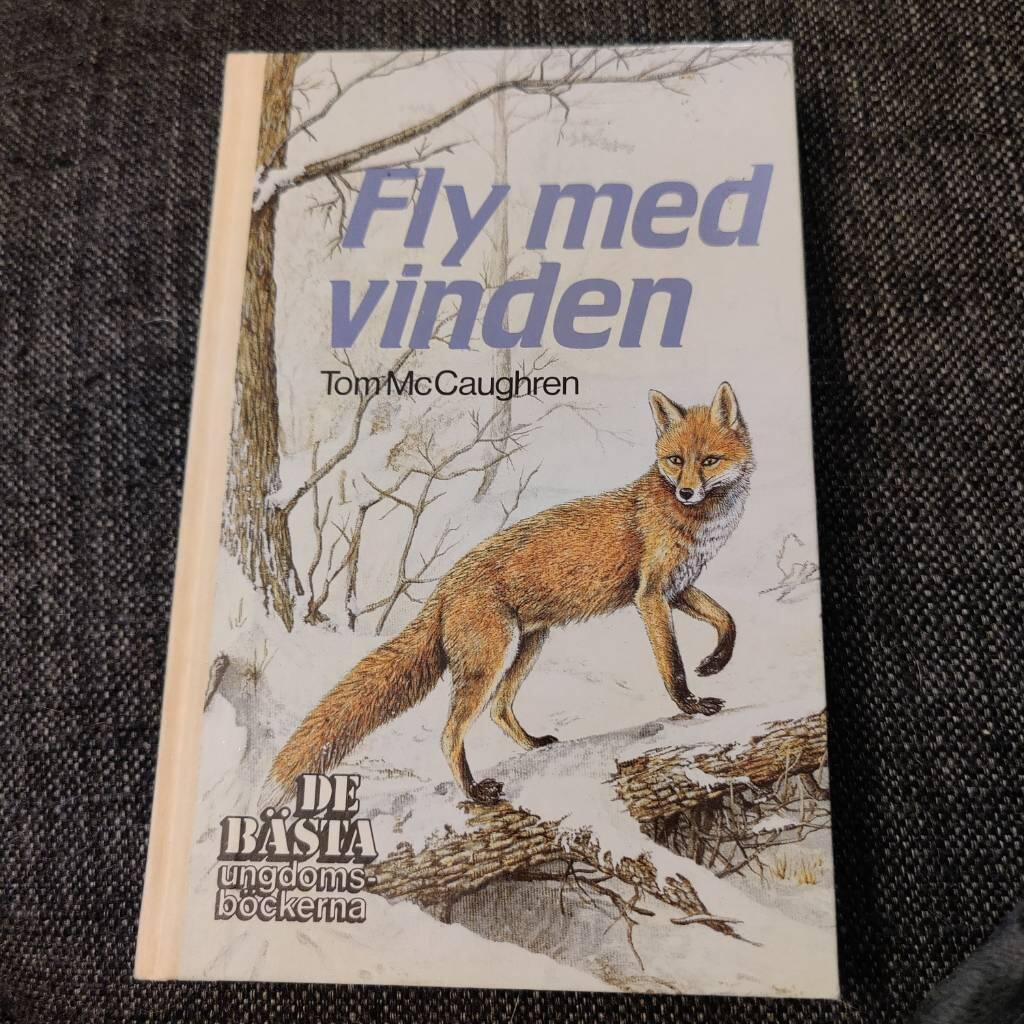 Fly med
vinden
Tom McCaughren
DE
BÄSTA
ungdoms-
böckerna